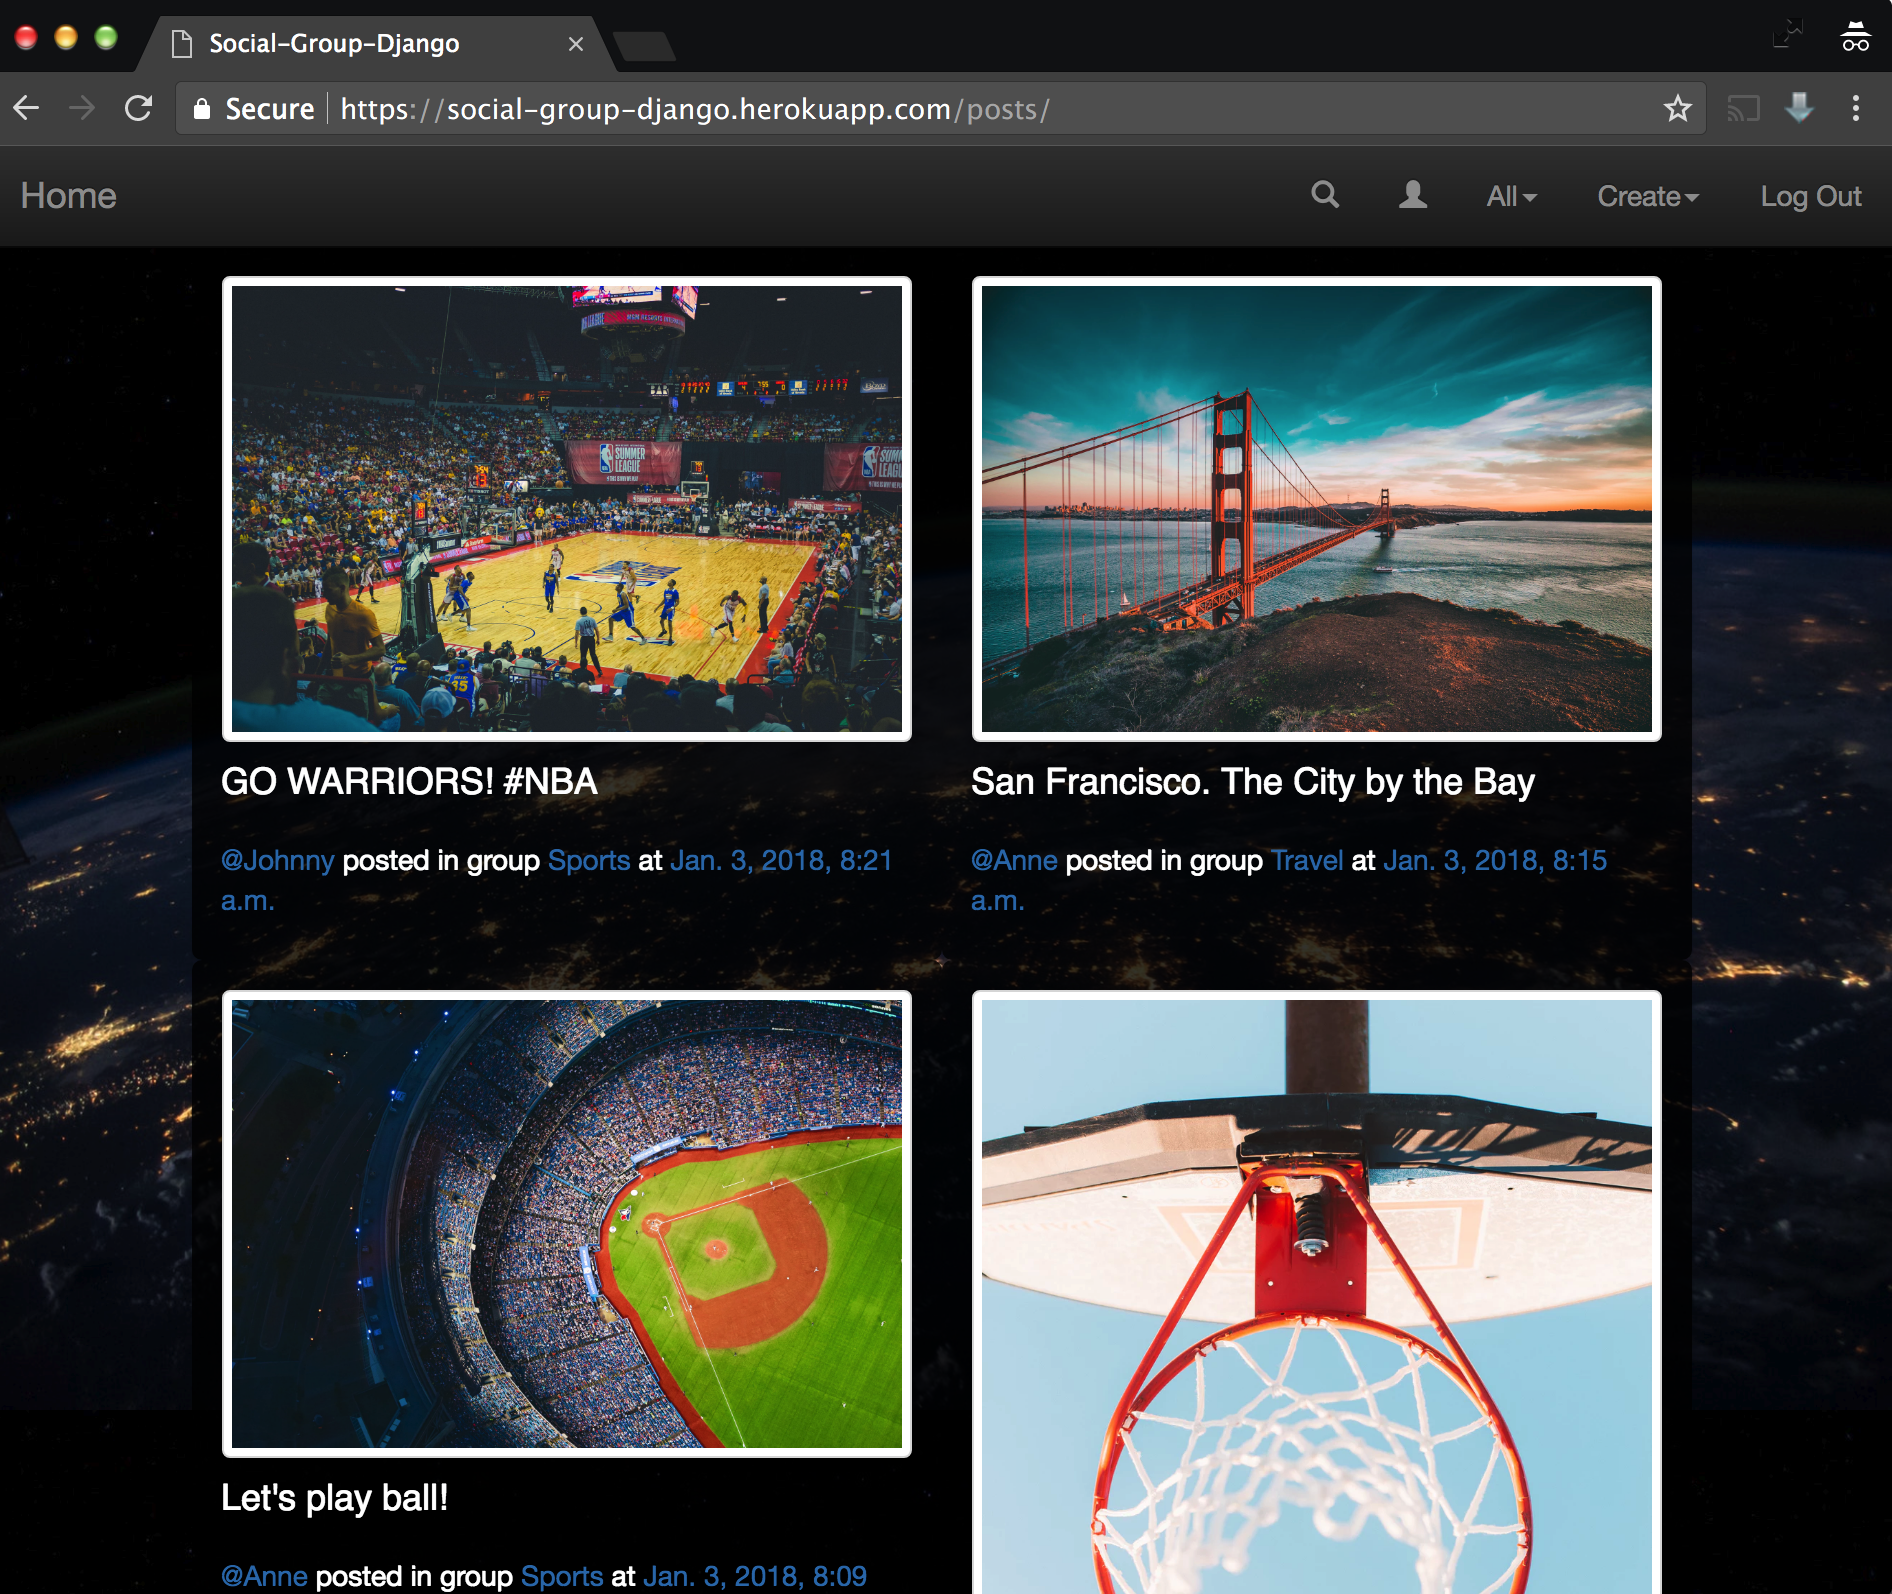 Social-Group-Django
Secure
https://social-group-django.herokuapp.com/posts/
Home
All
Create
Log Out
SUMMER
LEAGUE
35
GO WARRIORS! #NBA
@Johnny posted in group Sports at Jan. 3, 2018, 8:21
a.m.
San Francisco. The City by the Bay
@Anne posted in group Travel at Jan. 3, 2018, 8:15
a.m.
Let's play ball!
@Anne posted in group Sports at Jan. 3, 2018, 8:09